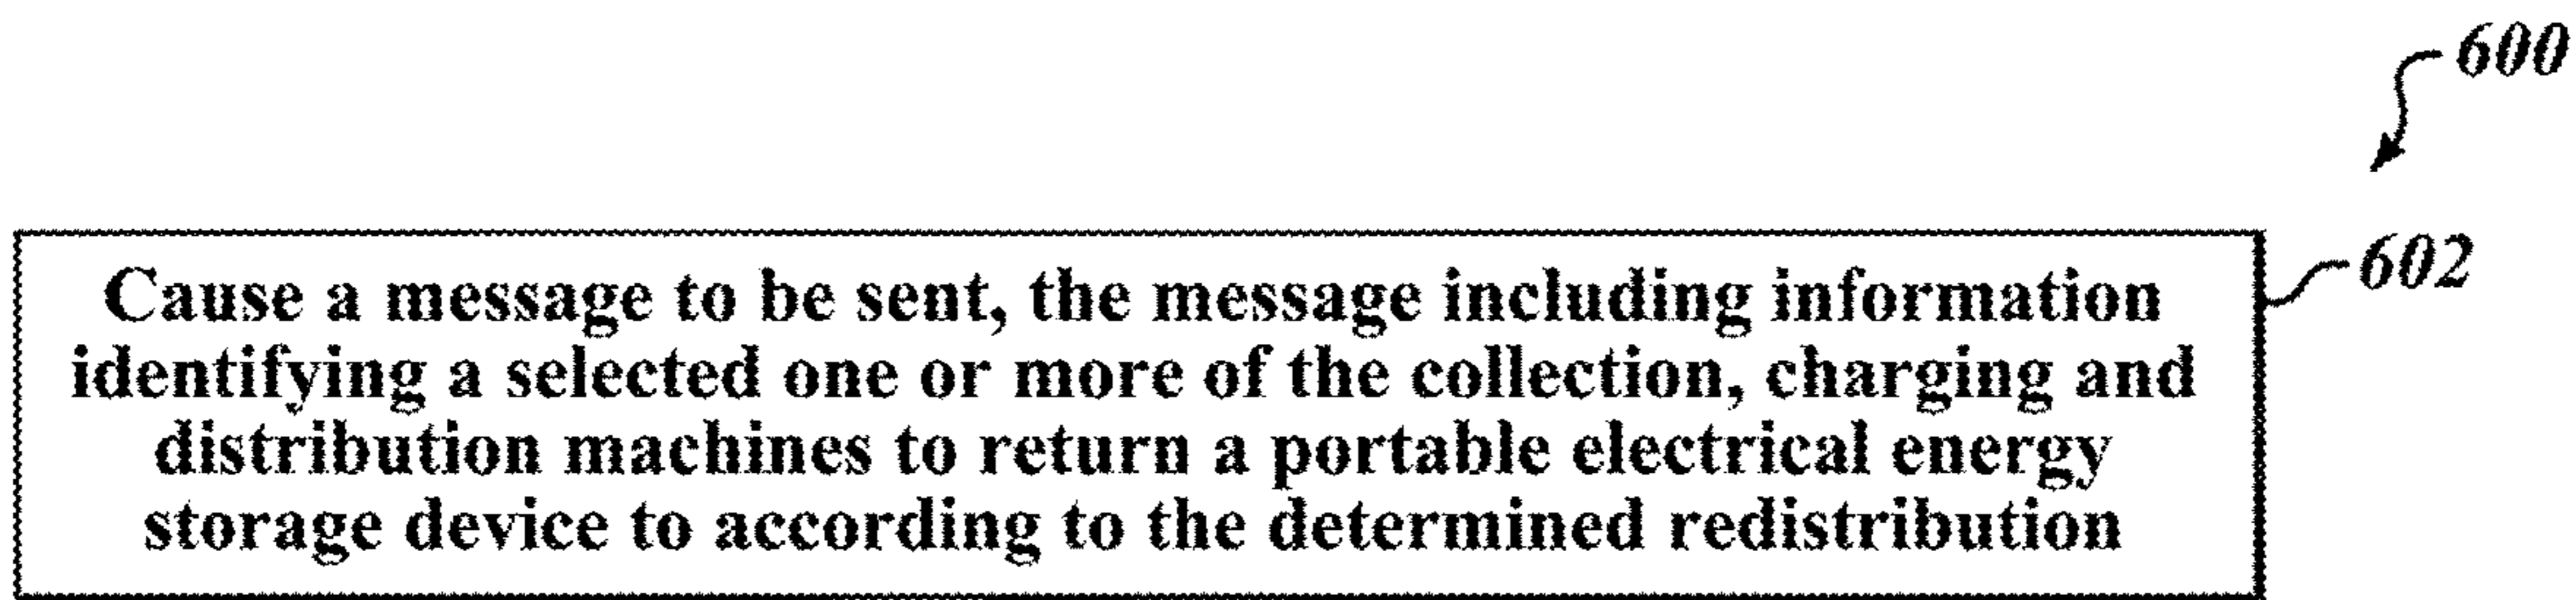 600
602
Cause a message to be sent, the message including information
identifying a selected one or more of the collection, charging and
distribution machines to return a portable electrical energy
storage device to according to the determined redistribution